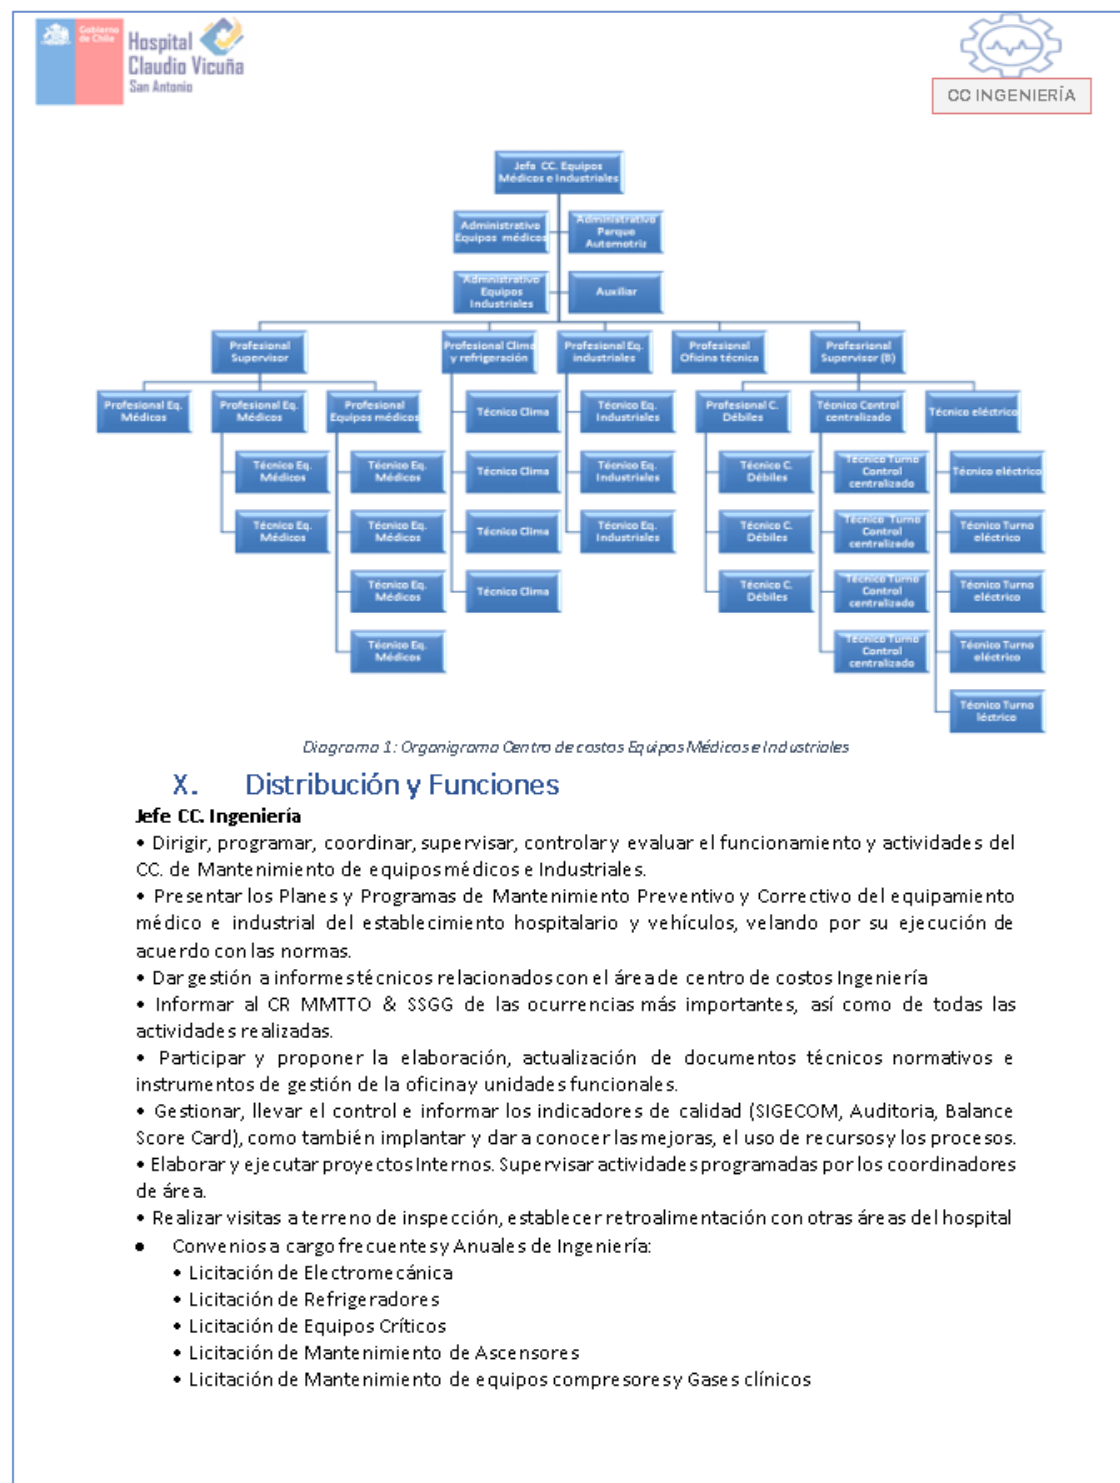 Gobierno
de Chile
Hospital
Claudio Vicuña
San Antonio
CC INGENIERÍA
Jefa CC. Equipos
Médicos e Industriales
Administrativo
Equipos médicos
Administrativo
Parque
Automotriz
Admnistrativo
Equipos
Industriales
Auxiliar
Profesional
Supervisor
Profesional Clima
y refrigeración
Profesional Eq.
industriales
Profesional
Oficina técnica
Profesrional
Supervisor (B)
Profesional Eq.
Médicos
Profesional Eq.
Médicos
Profesional
Equipos médicos
Técnico Clima
Técnico Eq.
Industriales
Profesional C.
Débiles
Técnico Control
centralizado
Técnico eléctrico
Técnico Eq.
Médicos
Técnico Eq.
Médicos
Técnico Clima
Técnico Eq.
Industriales
Técnico C.
Débiles
Técnico Turno
Control
centralizado
Técnico eléctrico
Técnico Eq.
Médicos
Técnico Eq.
Médicos
Técnico Clima
Técnico Eq.
Industriales
Técnico C.
Débiles
Técnico Turno
Control
centralizado
Técnico Turno
eléctrico
Técnico Eq.
Médicos
Técnico Clima
Técnico C.
Débiles
Técnico Turno
Control
centralizado
Técnico Turno
eléctrico
Técnico Eq.
Médicos
Técnico Turno
Control
centralizado
Técnico Turno
eléctrico
Técnico Turno
léctrico
Diagrama 1: Organigrama Centro de costos Equipos Médicos e Industriales
X. Distribución y Funciones
Jefe CC. Ingeniería
• Dirigir, programar, coordinar, supervisar, controlar y evaluar el funcionamiento y actividades del
CC. de Mantenimiento de equipos médicos e Industriales.
• Presentar los Planes y Programas de Mantenimiento Preventivo y Correctivo del equipamiento
médico e industrial del establecimiento hospitalario y vehículos, velando por su ejecución de
acuerdo con las normas.
• Dar gestión a informes técnicos relacionados con el área de centro de costos Ingeniería
• Informar al CR MMTTO & SSGG de las ocurrencias más importantes, así como de todas las
actividades realizadas.
• Participar y proponer la elaboración, actualización de documentos técnicos normativos e
instrumentos de gestión de la oficina y unidades funcionales.
• Gestionar, llevar el control e informar los indicadores de calidad (SIGECOM, Auditoria, Balance
Score Card), como también implantar y dar a conocer las mejoras, el uso de recursos y los procesos.
• Elaborar y ejecutar proyectos Internos. Supervisar actividades programadas por los coordinadores
de área.
• Realizar visitas a terreno de inspección, establecer retroalimentación con otras áreas del hospital
● Convenios a cargo frecuentes y Anuales de Ingeniería:
• Licitación de Electromecánica
• Licitación de Refrigeradores
• Licitación de Equipos Críticos
• Licitación de Mantenimiento de Ascensores
• Licitación de Mantenimiento de equipos compresores y Gases clínicos